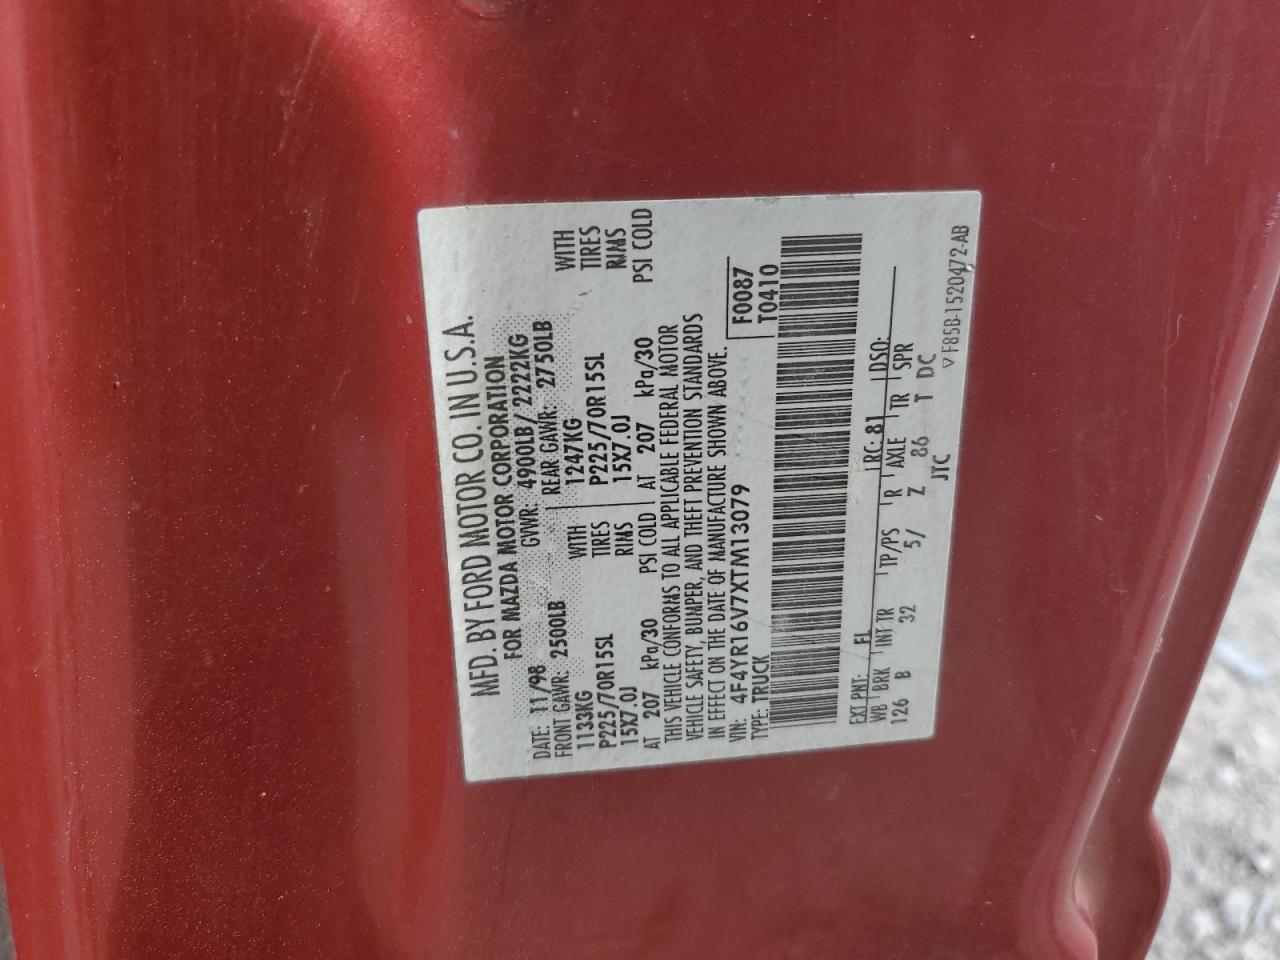 MFD. BY FORD MOTOR CO. IN U.S.A.
FOR MAZDA MOTOR CORPORATION
DATE: 11/98 GVWR: 4900LB/2222KG
FRONT GAWR: 2500LB REAR GAWR: 2750LB
1133KG WITH 1247KG WITH
P225/70R15SL TIRES P225/70R15SL TIRES
15X7.0J RIMS 15X7.0J RIMS
AT 207 kPa/30 PSI COLD AT 207 kPa/30 PSI COLD
THIS VEHICLE CONFORMS TO ALL APPLICABLE FEDERAL MOTOR
VEHICLE SAFETY, BUMPER, AND THEFT PREVENTION STANDARDS
IN EFFECT ON THE DATE OF MANUFACTURE SHOWN ABOVE.
VIN: 4F4YR16V7XTM13079 F0087
TYPE: TRUCK T0410
EXT PNT: FL RC: 81 DSO:
WB BRK INT TR TP/PS R AXLE TR SPR
126 B 32 5/ Z 86 T DC
JTC
▽F85B-1520472-AB